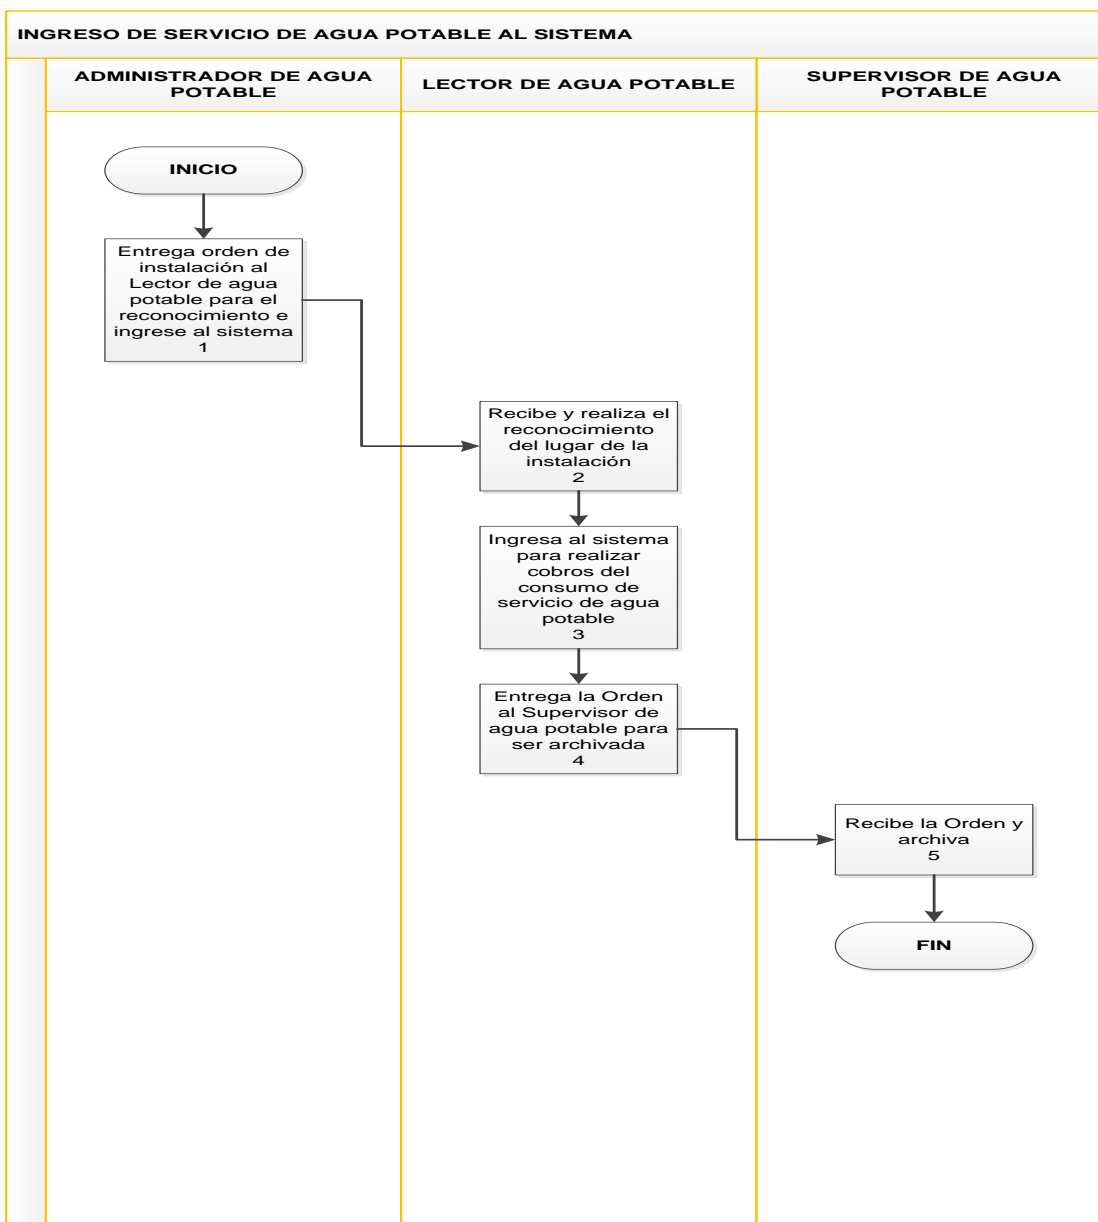 INGRESO DE SERVICIO DE AGUA POTABLE AL SISTEMA
ADMINISTRADOR DE AGUA
POTABLE
LECTOR DE AGUA POTABLE
SUPERVISOR DE AGUA
POTABLE
INICIO
Entrega orden de
instalación al
Lector de agua
potable para el
reconocimiento e
ingrese al sistema
1
Recibe y realiza el
reconocimiento
del lugar de la
instalación
2
Ingresa al sistema
para realizar
cobros del
consumo de
servicio de agua
potable
3
Entrega la Orden
al Supervisor de
agua potable para
ser archivada
4
Recibe la Orden y
archiva
5
FIN